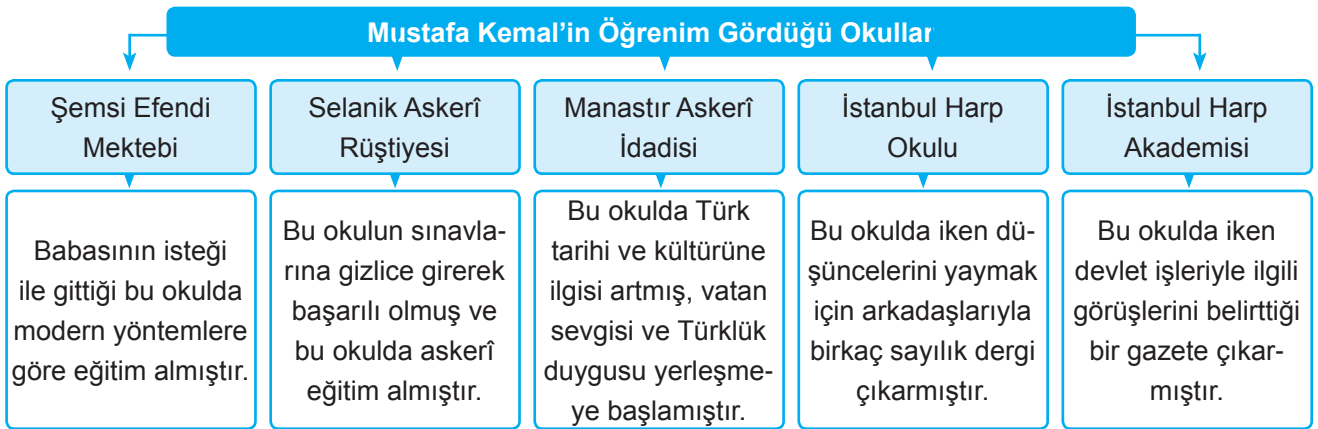 Mustafa Kemal’in Öğrenim Gördüğü Okullar
Şemsi Efendi
Mektebi
Babasının isteği
ile gittiği bu okulda
modern yöntemlere
göre eğitim almıştır.
Selanik Askerî
Rüştiyesi
Bu okulun sınavla-
rına gizlice girerek
başarılı olmuş ve
bu okulda askerî
eğitim almıştır.
Manastır Askerî
İdadisi
Bu okulda Türk
tarihi ve kültürüne
ilgisi artmış, vatan
sevgisi ve Türklük
duygusu yerleşme-
ye başlamıştır.
İstanbul Harp
Okulu
Bu okulda iken dü-
şüncelerini yaymak
için arkadaşlarıyla
birkaç sayılık dergi
çıkarmıştır.
İstanbul Harp
Akademisi
Bu okulda iken
devlet işleriyle ilgili
görüşlerini belirttiği
bir gazete çıkar-
mıştır.